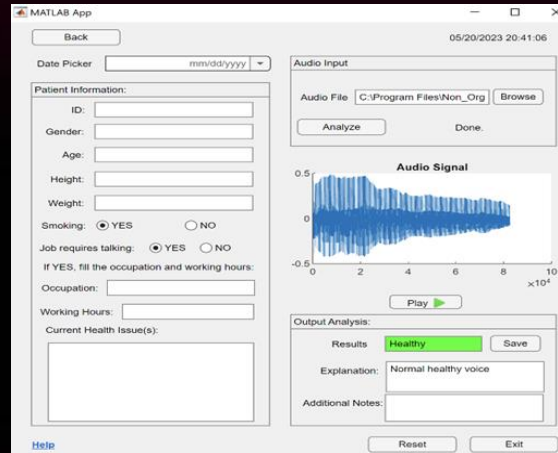 MATLAB App
Back
05/20/2023 20:41:06
Date Picker mm/dd/yyyy
Patient Information:
ID:
Gender:
Age:
Height:
Weight:
Smoking: YES NO
Job requires talking: YES NO
If YES, fill the occupation and working hours:
Occupation:
Working Hours:
Current Health Issue(s):
Audio Input
Audio File C:\Program Files\Non_Org Browse
Analyze Done.
Audio Signal
0.5
0
-0.5
0 2 4 6 8 10
×10⁴
Play
Output Analysis:
Results Healthy Save
Explanation: Normal healthy voice
Additional Notes:
Help
Reset Exit